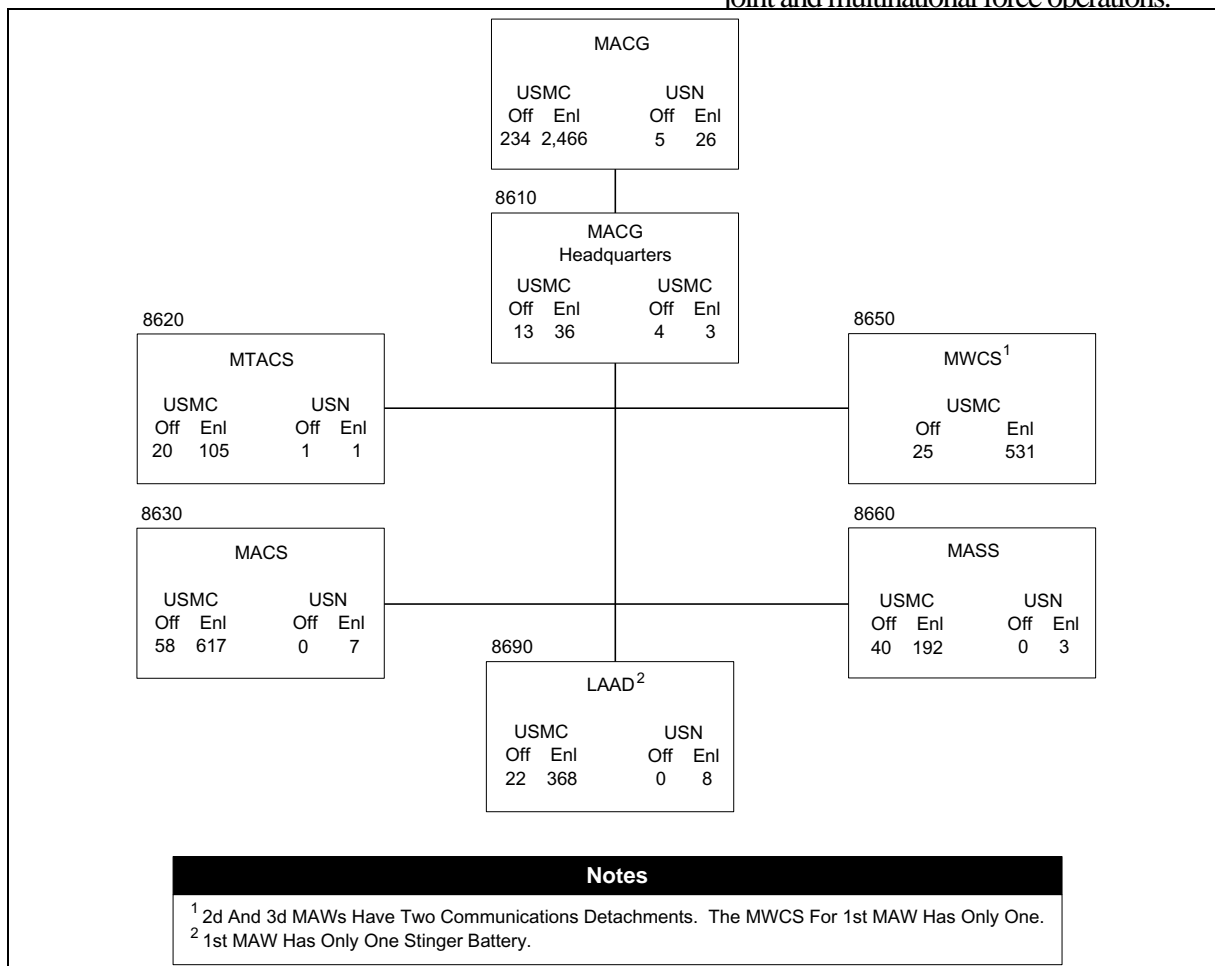 joint and multinational force operations.
MACG
USMC USN
Off Enl Off Enl
234 2,466 5 26
8610
MACG
Headquarters
USMC USMC
Off Enl Off Enl
13 36 4 3
8620
MTACS
USMC USN
Off Enl Off Enl
20 105 1 1
8650
MWCS1
USMC
Off Enl
25 531
8630
MACS
USMC USN
Off Enl Off Enl
58 617 0 7
8660
MASS
USMC USN
Off Enl Off Enl
40 192 0 3
8690
LAAD2
USMC USN
Off Enl Off Enl
22 368 0 8
Notes
1 2d And 3d MAWs Have Two Communications Detachments. The MWCS For 1st MAW Has Only One.
2 1st MAW Has Only One Stinger Battery.